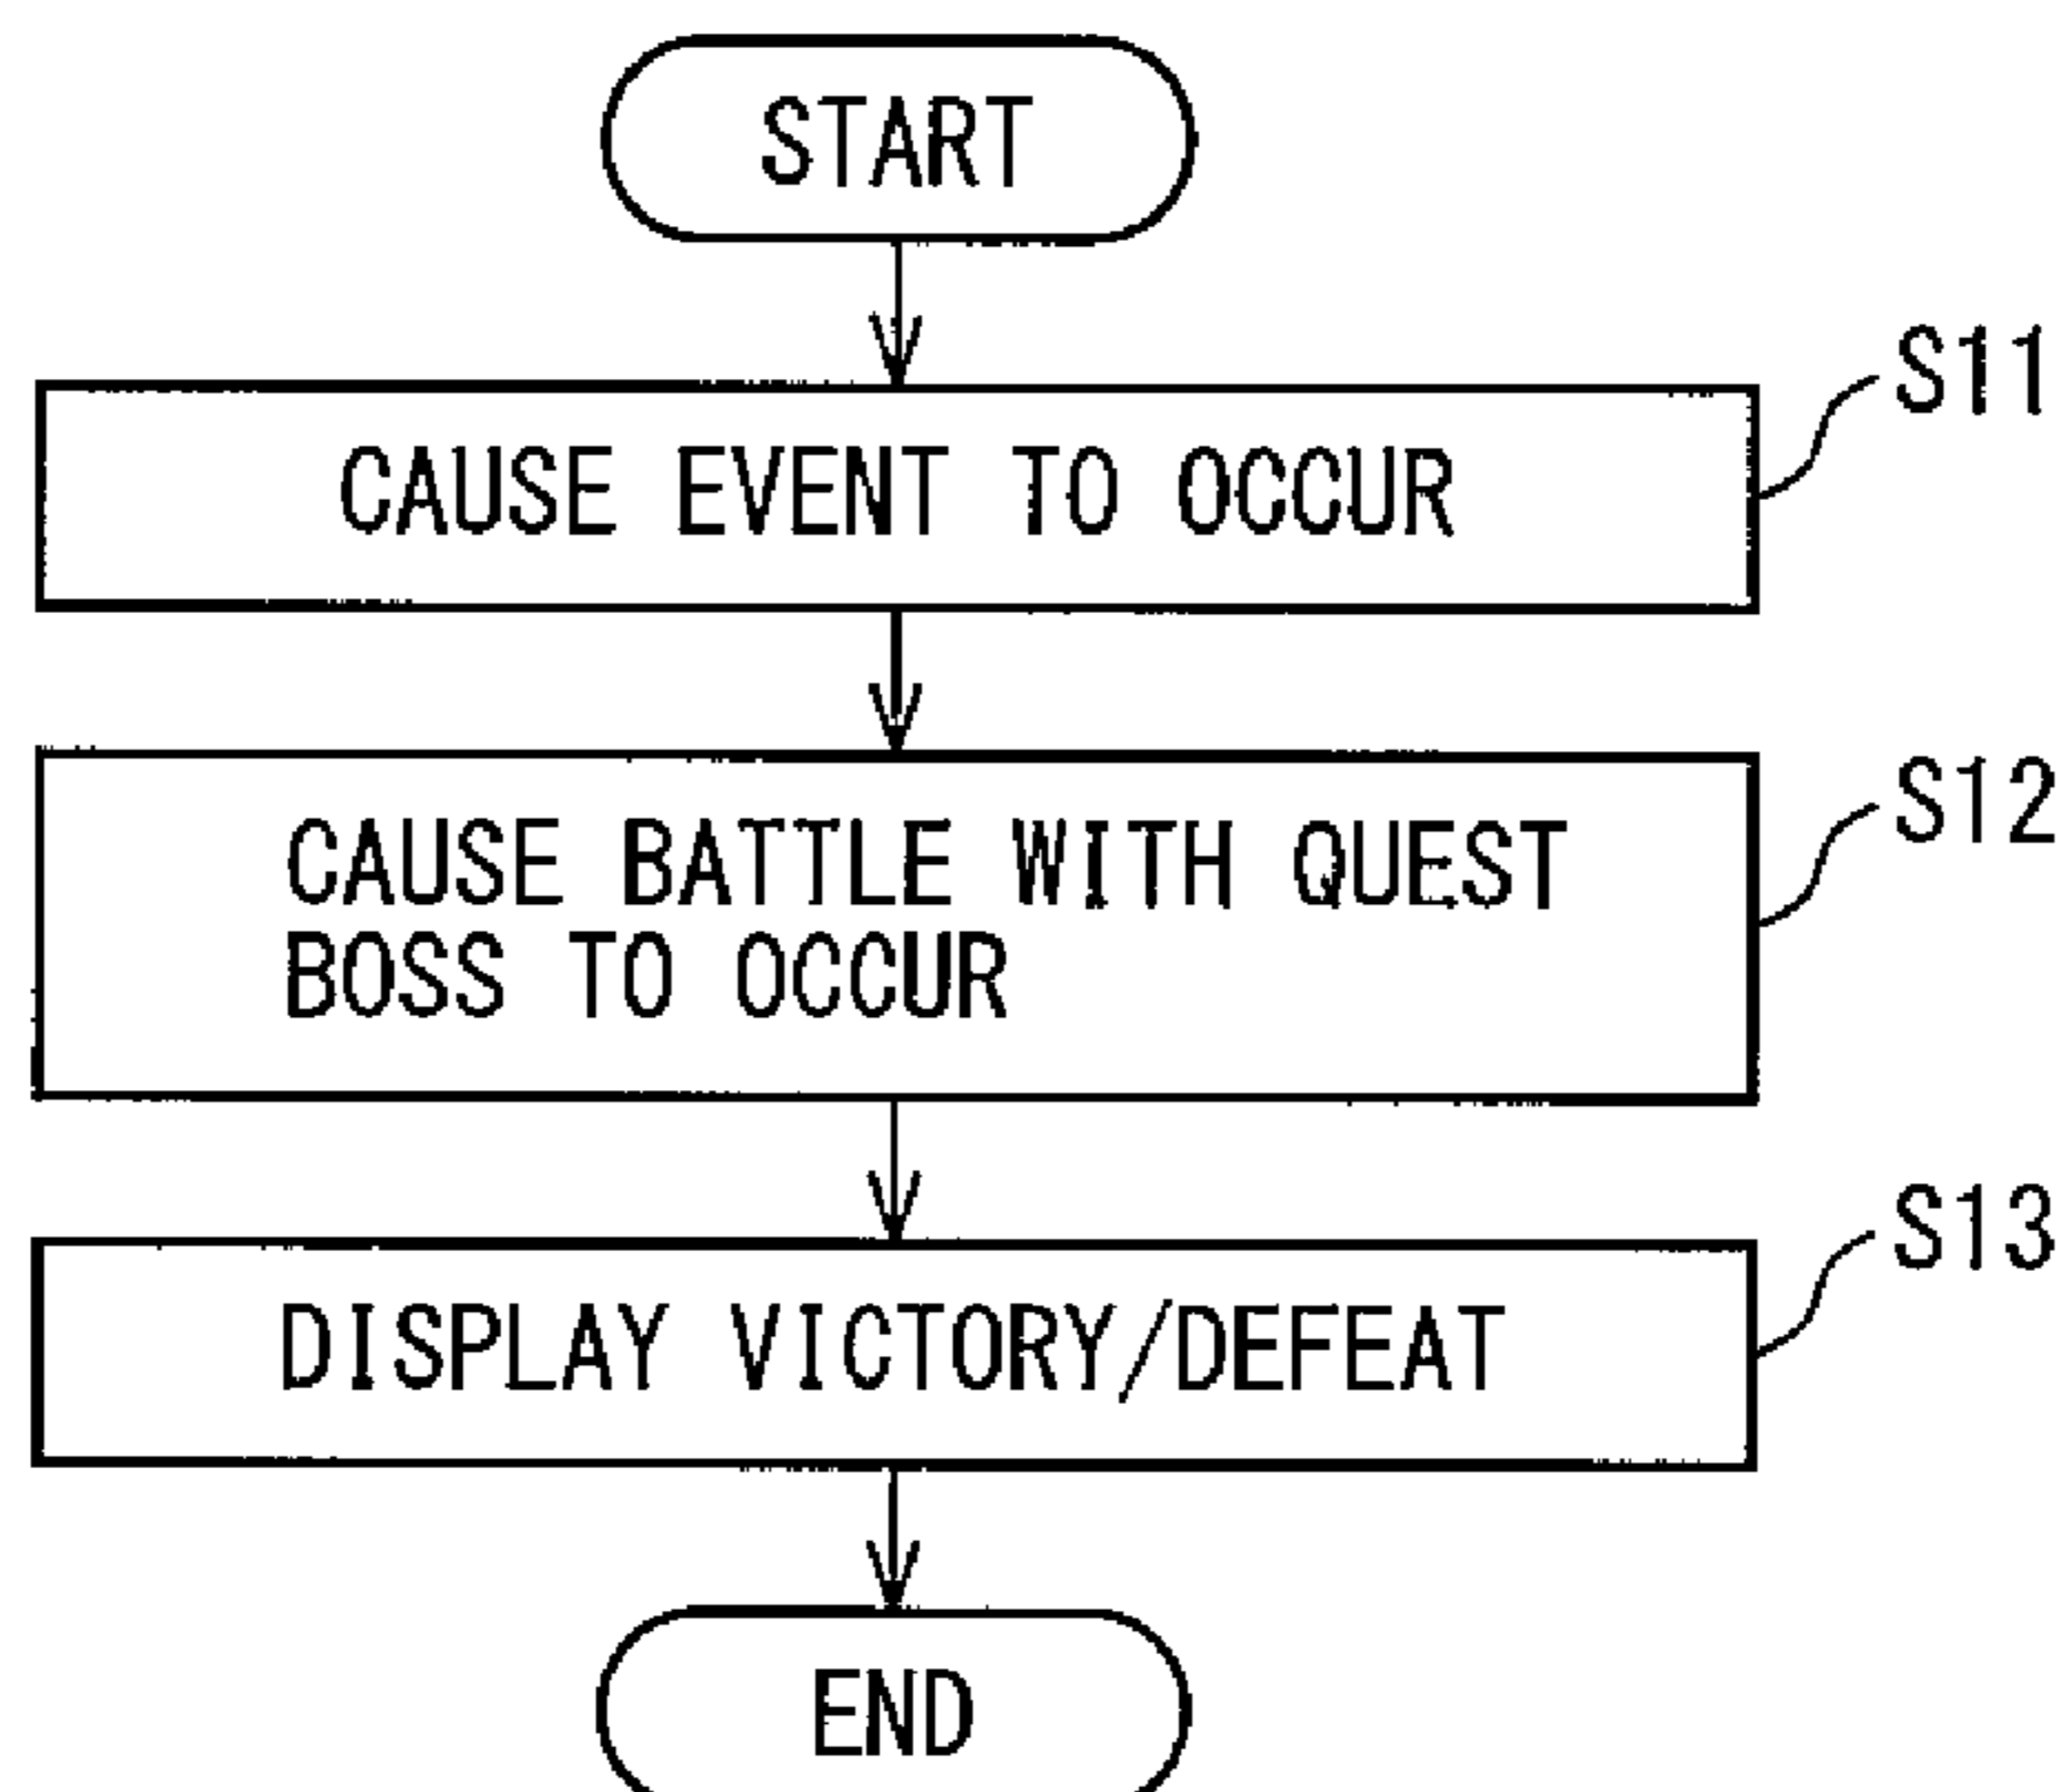 START
S11
CAUSE EVENT TO OCCUR
S12
CAUSE BATTLE WITH QUEST
BOSS TO OCCUR
S13
DISPLAY VICTORY/DEFEAT
END